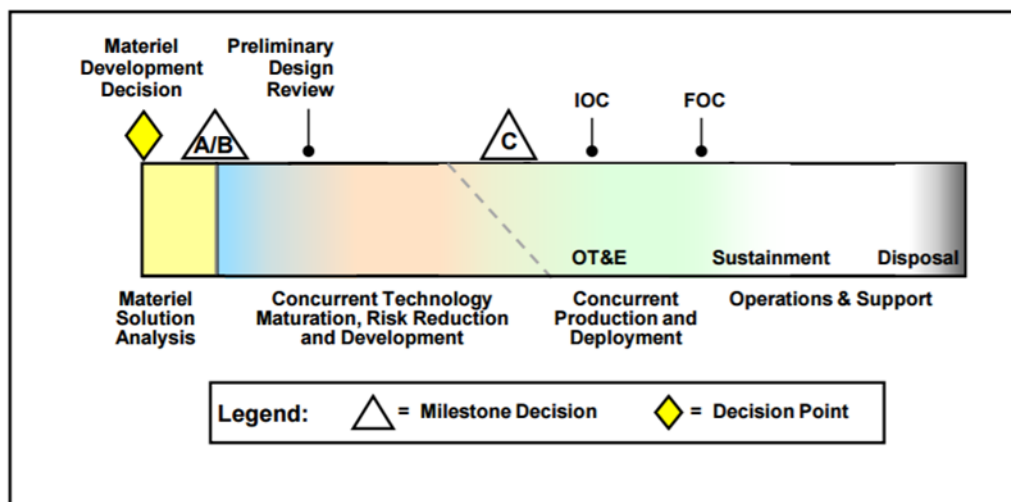 Materiel
Development
Decision
Preliminary
Design
Review
IOC
FOC
A/B
C
OT&E
Sustainment
Disposal
Materiel
Solution
Analysis
Concurrent Technology
Maturation, Risk Reduction
and Development
Concurrent
Production and
Deployment
Operations & Support
Legend:
= Milestone Decision
= Decision Point